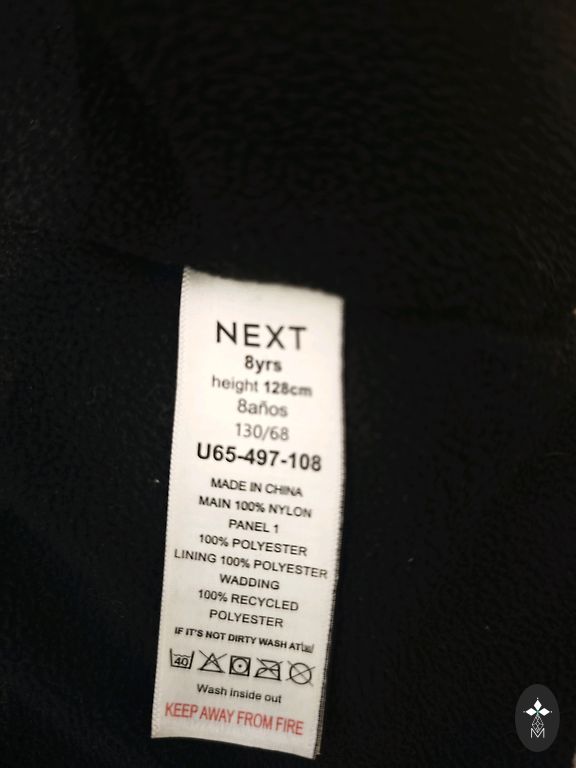 NEXT
8yrs
height 128cm
8años
130/68
U65-497-108
MADE IN CHINA
MAIN 100% NYLON
PANEL 1
100% POLYESTER
LINING 100% POLYESTER
WADDING
100% RECYCLED
POLYESTER
IF IT'S NOT DIRTY WASH AT
40
Wash inside out
KEEP AWAY FROM FIRE
M